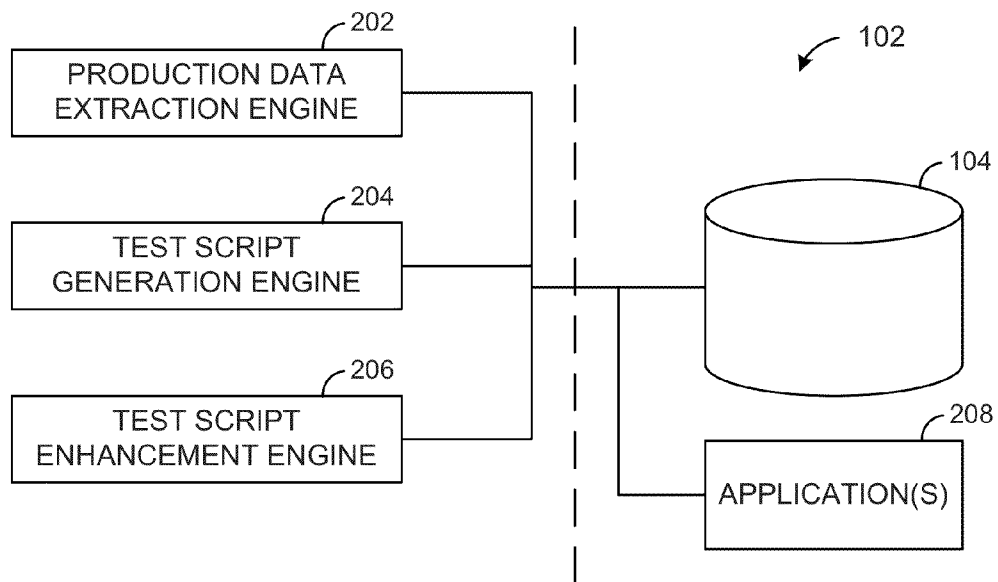 202
PRODUCTION DATA
EXTRACTION ENGINE
204
TEST SCRIPT
GENERATION ENGINE
206
TEST SCRIPT
ENHANCEMENT ENGINE
102
104
208
APPLICATION(S)